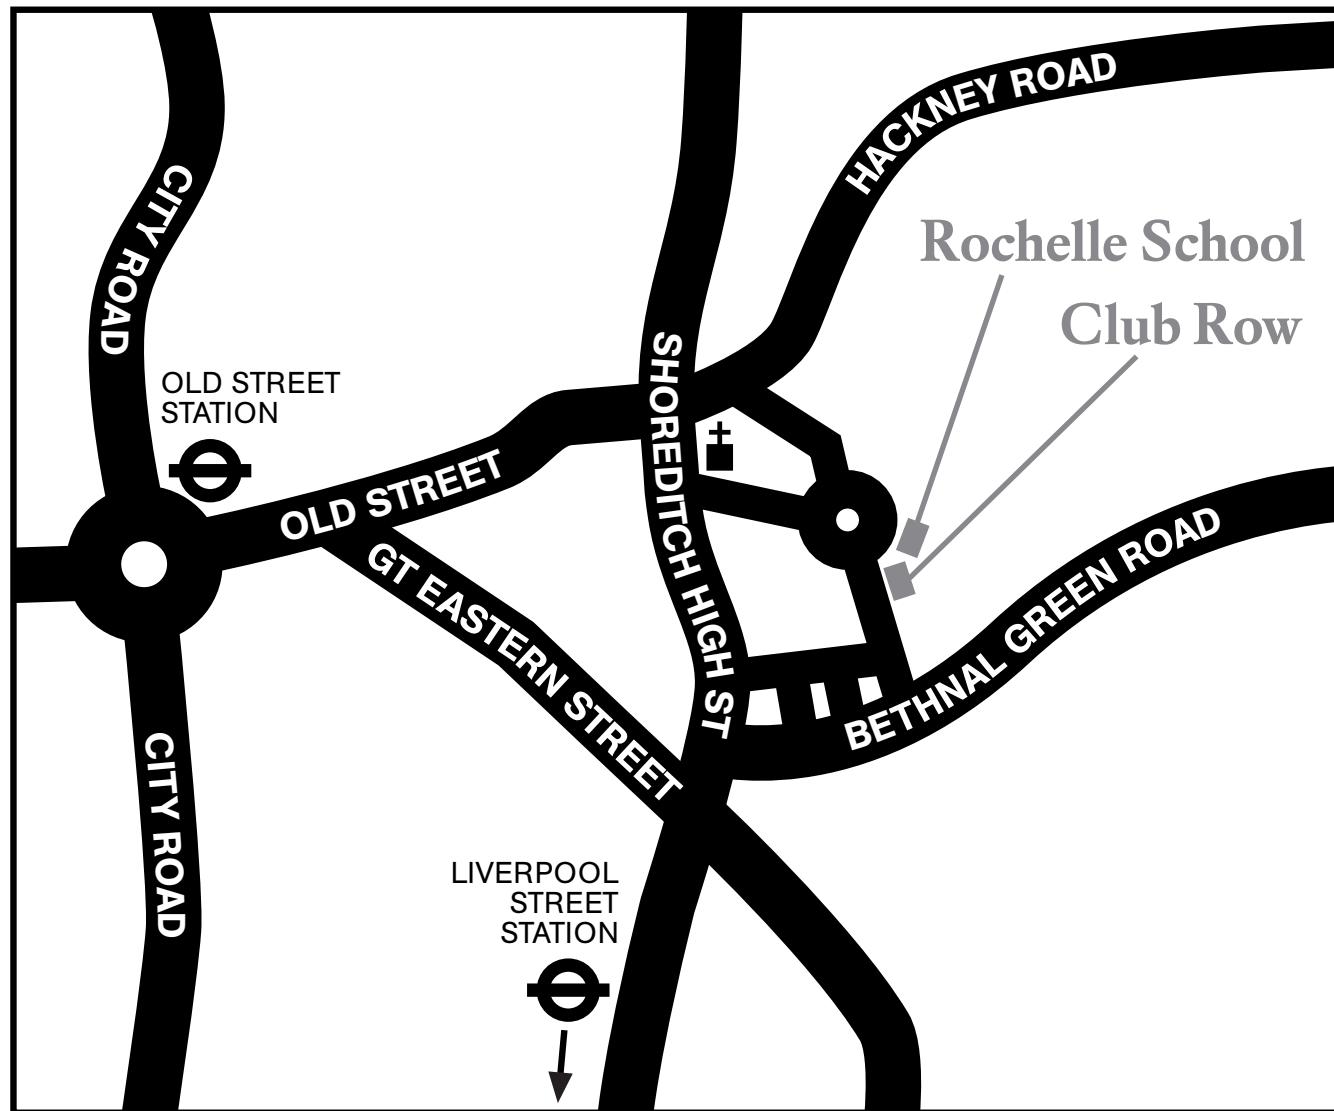 HACKNEY ROAD
CITY ROAD
Rochelle School
Club Row
SHOREDITCH HIGH ST
OLD STREET
STATION
OLD STREET
GT EASTERN STREET
BETHNAL GREEN ROAD
CITY ROAD
LIVERPOOL
STREET
STATION